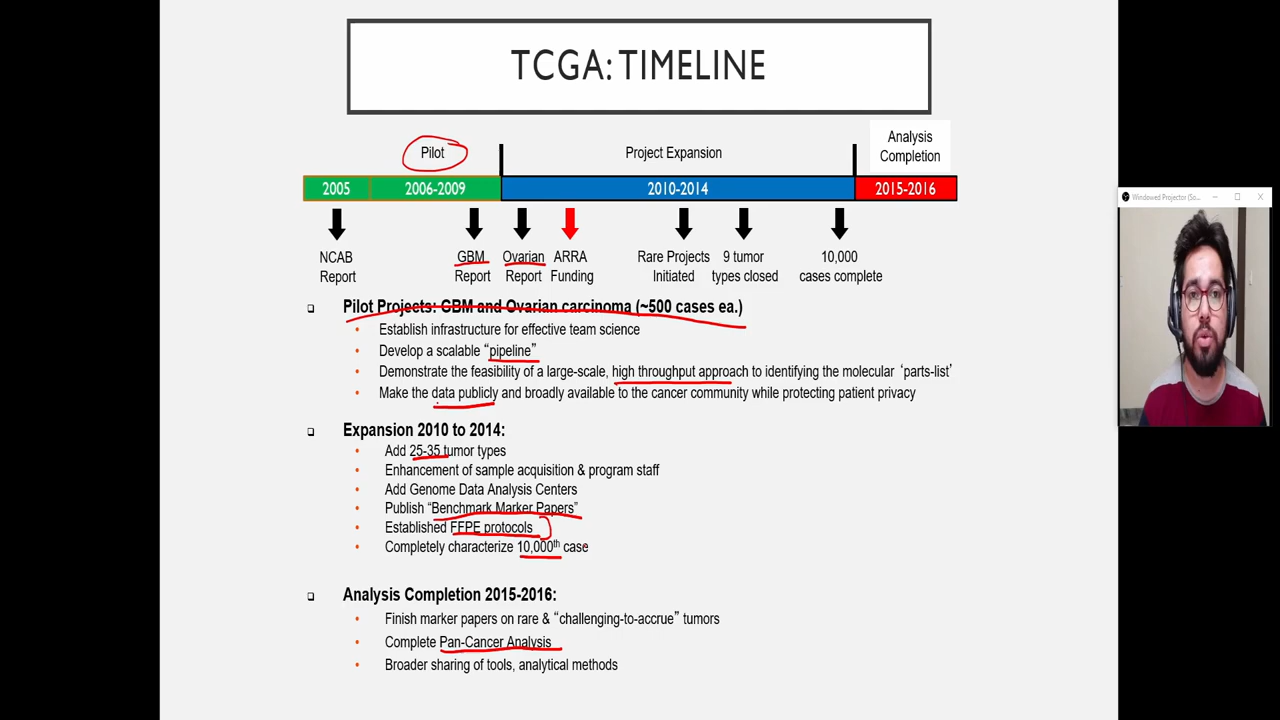 TCGA: TIMELINE
Pilot
Project Expansion
Analysis
Completion
2005
2006-2009
2010-2014
2015-2016
NCAB
Report
GBM
Report
Ovarian
Report
ARRA
Funding
Rare Projects
Initiated
9 tumor
types closed
10,000
cases complete
Pilot Projects: GBM and Ovarian carcinoma (~500 cases ea.)
• Establish infrastructure for effective team science
• Develop a scalable “pipeline”
• Demonstrate the feasibility of a large-scale, high throughput approach to identifying the molecular ‘parts-list’
• Make the data publicly and broadly available to the cancer community while protecting patient privacy
Expansion 2010 to 2014:
• Add 25-35 tumor types
• Enhancement of sample acquisition & program staff
• Add Genome Data Analysis Centers
• Publish “Benchmark Marker Papers”
• Established FFPE protocols
• Completely characterize 10,000th case
Analysis Completion 2015-2016:
• Finish marker papers on rare & “challenging-to-accrue” tumors
• Complete Pan-Cancer Analysis
• Broader sharing of tools, analytical methods
Windowed Projector (So...